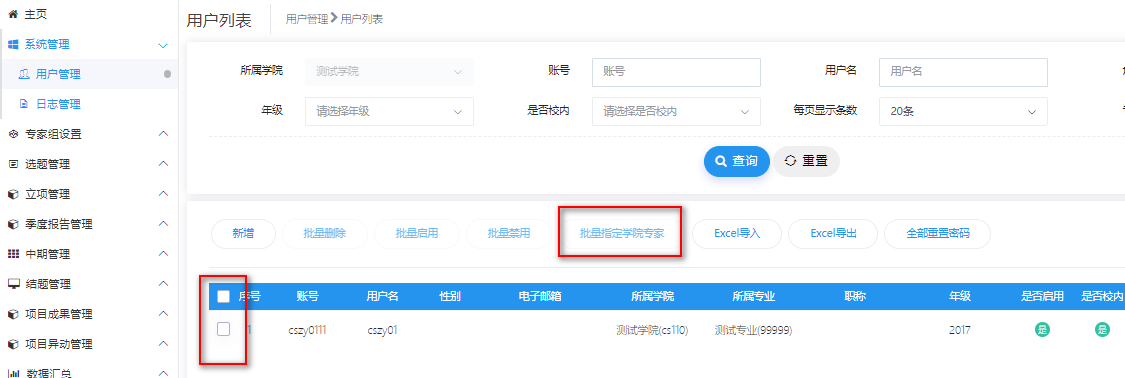 主页
系统管理
用户管理
日志管理
专家组设置
选题管理
立项管理
季度报告管理
中期管理
结题管理
项目成果管理
项目异动管理
数据汇总
用户列表 用户管理 用户列表
所属学院 测试学院 账号 账号 用户名 用户名
年级 请选择年级 是否校内 请选择是否校内 每页显示条数 20条
查询 重置
新增 批量删除 批量启用 批量禁用 批量指定学院专家 Excel导入 Excel导出 全部重置密码
序号 账号 用户名 性别 电子邮箱 所属学院 所属专业 职称 年级 是否启用 是否校内
1 cszy0111 cszy01 测试学院(cs110) 测试专业(99999) 2017 是 是